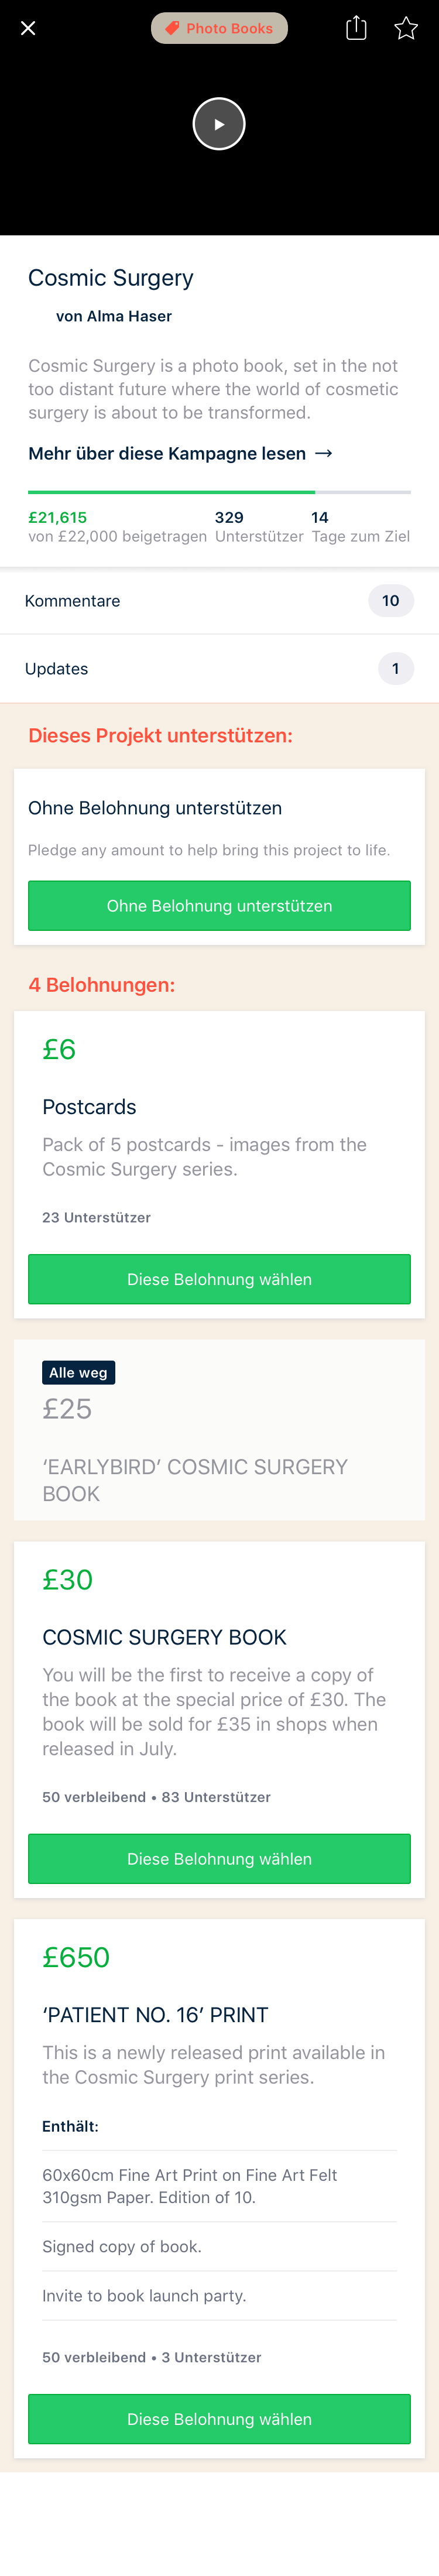 Photo Books
Cosmic Surgery
von Alma Haser
Cosmic Surgery is a photo book, set in the not
too distant future where the world of cosmetic
surgery is about to be transformed.
Mehr über diese Kampagne lesen →
£21,615 329 14
von £22,000 beigetragen Unterstützer Tage zum Ziel
Kommentare 10
Updates 1
Dieses Projekt unterstützen:
Ohne Belohnung unterstützen
Pledge any amount to help bring this project to life.
Ohne Belohnung unterstützen
4 Belohnungen:
£6
Postcards
Pack of 5 postcards - images from the
Cosmic Surgery series.
23 Unterstützer
Diese Belohnung wählen
Alle weg
£25
‘EARLYBIRD’ COSMIC SURGERY
BOOK
£30
COSMIC SURGERY BOOK
You will be the first to receive a copy of
the book at the special price of £30. The
book will be sold for £35 in shops when
released in July.
50 verbleibend • 83 Unterstützer
Diese Belohnung wählen
£650
‘PATIENT NO. 16’ PRINT
This is a newly released print available in
the Cosmic Surgery print series.
Enthält:
60x60cm Fine Art Print on Fine Art Felt
310gsm Paper. Edition of 10.
Signed copy of book.
Invite to book launch party.
50 verbleibend • 3 Unterstützer
Diese Belohnung wählen